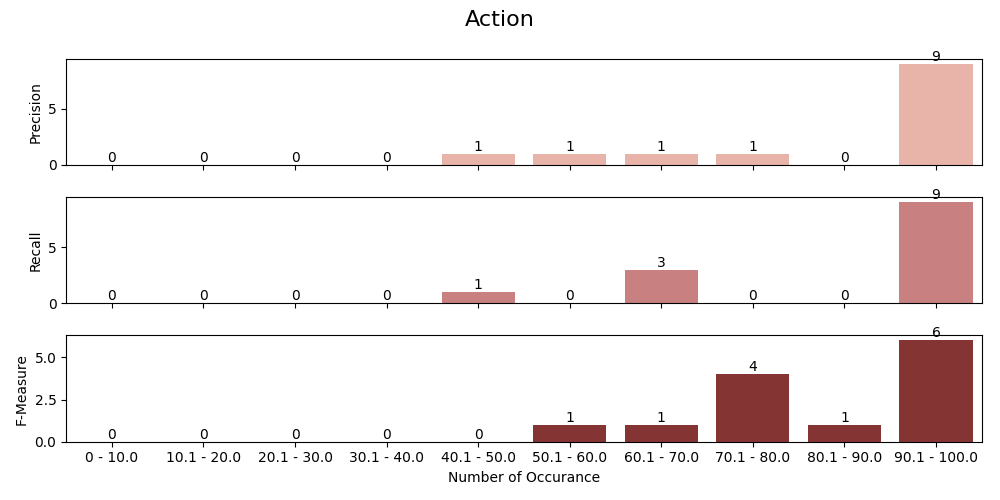 Action
Precision
5
0
0 0 0 0 1 1 1 1 0 9
Recall
5
0
0 0 0 0 1 0 3 0 0 9
F-Measure
5.0
2.5
0.0
0 0 0 0 0 1 1 4 1 6
0 - 10.0 10.1 - 20.0 20.1 - 30.0 30.1 - 40.0 40.1 - 50.0 50.1 - 60.0 60.1 - 70.0 70.1 - 80.0 80.1 - 90.0 90.1 - 100.0
Number of Occurance